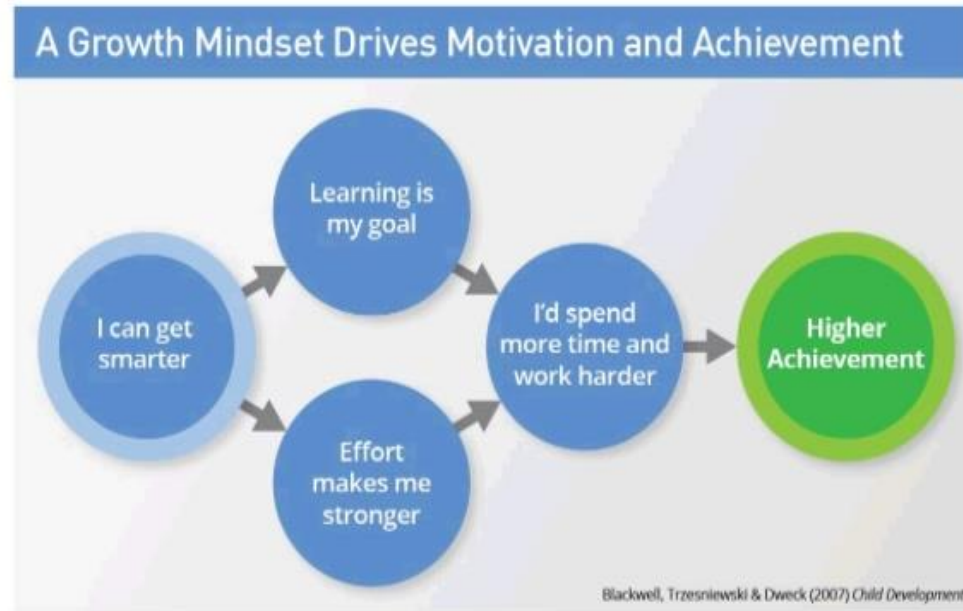 A Growth Mindset Drives Motivation and Achievement
Learning is
my goal
I can get
smarter
I'd spend
more time and
work harder
Higher
Achievement
Effort
makes me
stronger
Blackwell, Trzesniewski & Dweck (2007) Child Development